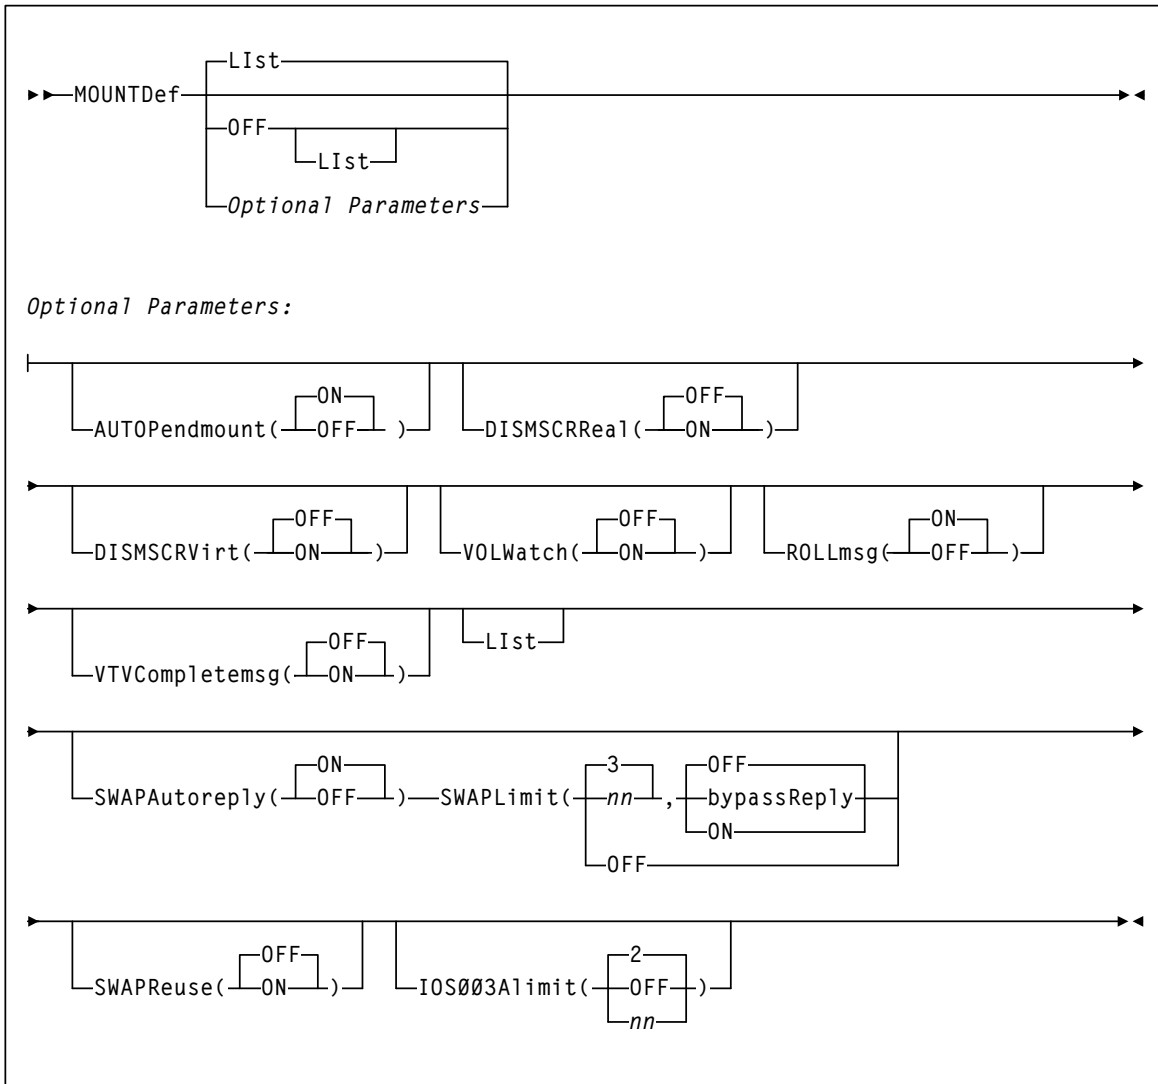 LIst
MOUNTDef
OFF
LIst
Optional Parameters
Optional Parameters:
ON
OFF
AUTOPendmount( OFF )
DISMSCRReal( ON )
OFF
OFF
ON
DISMSCRVirt( ON )
VOLWatch( ON )
ROLLmsg( OFF )
OFF
LIst
VTVCompletemsg( ON )
ON
3
OFF
SWAPAutoreply( OFF ) SWAPLimit( nn , bypassReply
ON
OFF
OFF
2
SWAPReuse( ON )
IOSØØ3Alimit( OFF )
nn